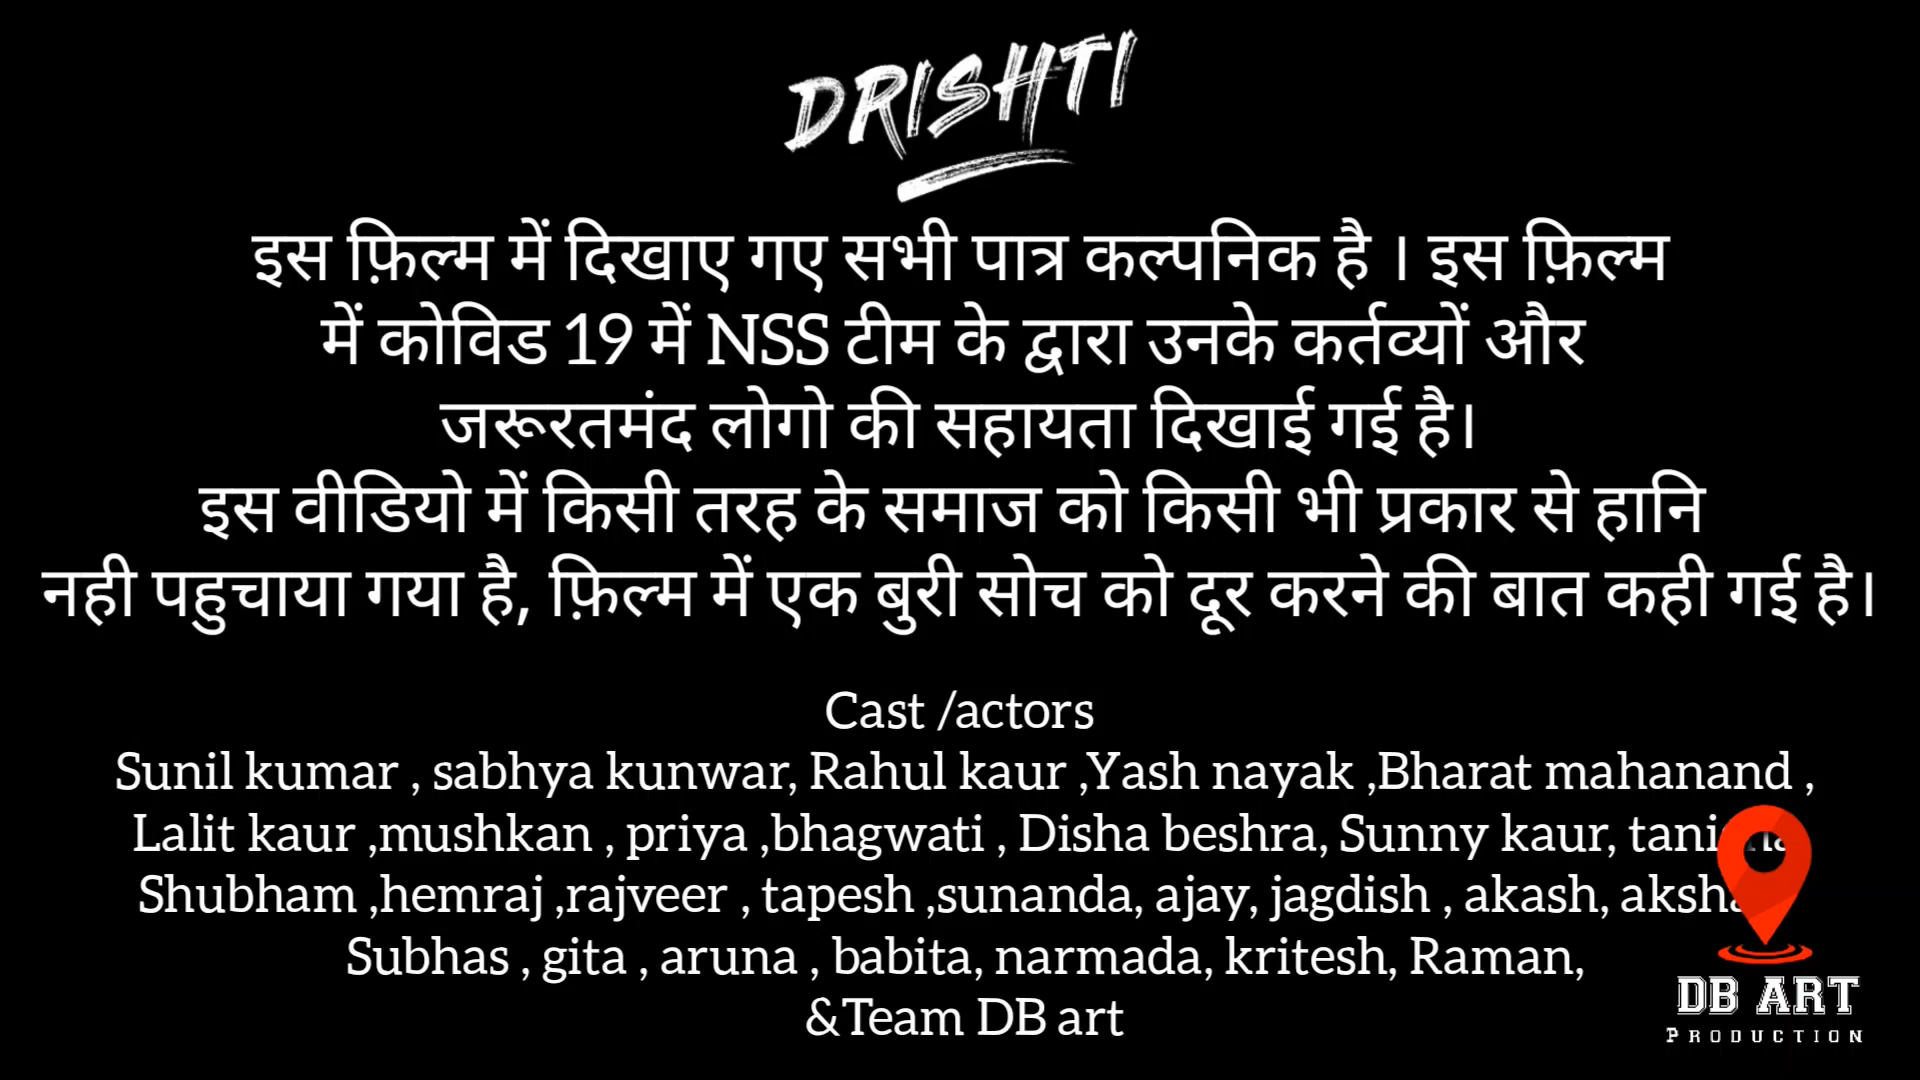 DRISHTI
इस फ़िल्म में दिखाए गए सभी पात्र कल्पनिक है । इस फ़िल्म
में कोविड 19 में NSS टीम के द्वारा उनके कर्तव्यों और
जरूरतमंद लोगो की सहायता दिखाई गई है।
इस वीडियो में किसी तरह के समाज को किसी भी प्रकार से हानि
नही पहुचाया गया है, फ़िल्म में एक बुरी सोच को दूर करने की बात कही गई है।
Cast /actors
Sunil kumar , sabhya kunwar, Rahul kaur ,Yash nayak ,Bharat mahanand ,
Lalit kaur ,mushkan , priya ,bhagwati , Disha beshra, Sunny kaur,
Shubham ,hemraj ,rajveer , tapesh ,sunanda, ajay, jagdish , akash,
Subhas , gita , aruna , babita, narmada, kritesh, Raman,
&Team DB art
DB ART
PRODUCTION